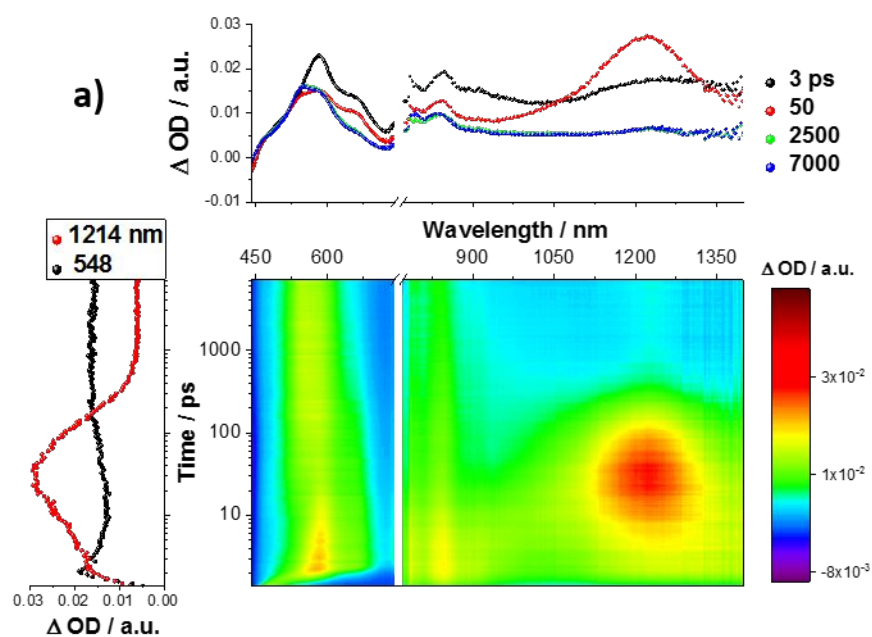 a)
Δ OD / a.u.
0.03
0.02
0.01
0.00
-0.01
3 ps
50
2500
7000
Wavelength / nm
450 600 900 1050 1200 1350
1214 nm
548
Time / ps
1000
100
10
0.03 0.02 0.01 0.00
Δ OD / a.u.
Δ OD / a.u.
3x10⁻²
1x10⁻²
-8x10⁻³